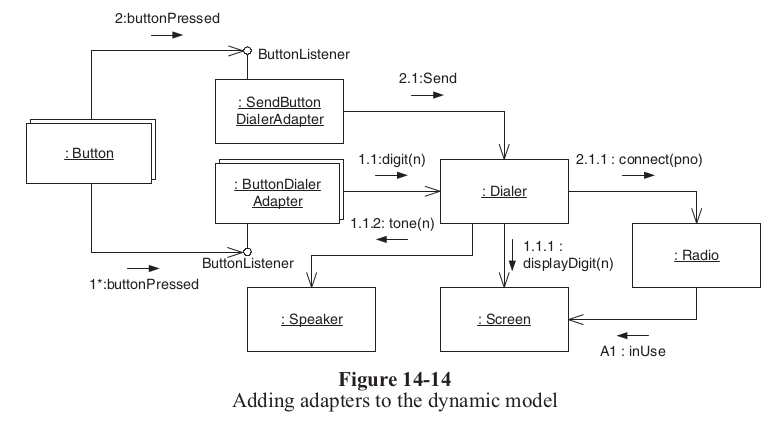 2:buttonPressed
ButtonListener
2.1:Send
: SendButton
DialerAdapter
: Button
1.1:digit(n)
2.1.1 : connect(pno)
: ButtonDialer
Adapter
: Dialer
1.1.2: tone(n)
1.1.1 :
displayDigit(n)
ButtonListener
: Radio
1*:buttonPressed
: Speaker
: Screen
A1 : inUse
Figure 14-14
Adding adapters to the dynamic model